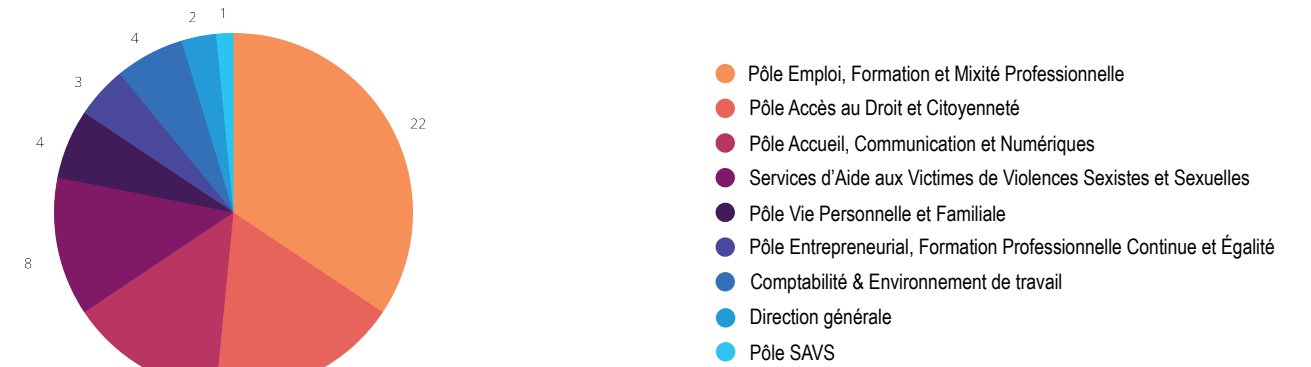 1
2
4
3
4
8
22
Pôle Emploi, Formation et Mixité Professionnelle
Pôle Accès au Droit et Citoyenneté
Pôle Accueil, Communication et Numériques
Services d’Aide aux Victimes de Violences Sexistes et Sexuelles
Pôle Vie Personnelle et Familiale
Pôle Entrepreneurial, Formation Professionnelle Continue et Égalité
Comptabilité & Environnement de travail
Direction générale
Pôle SAVS